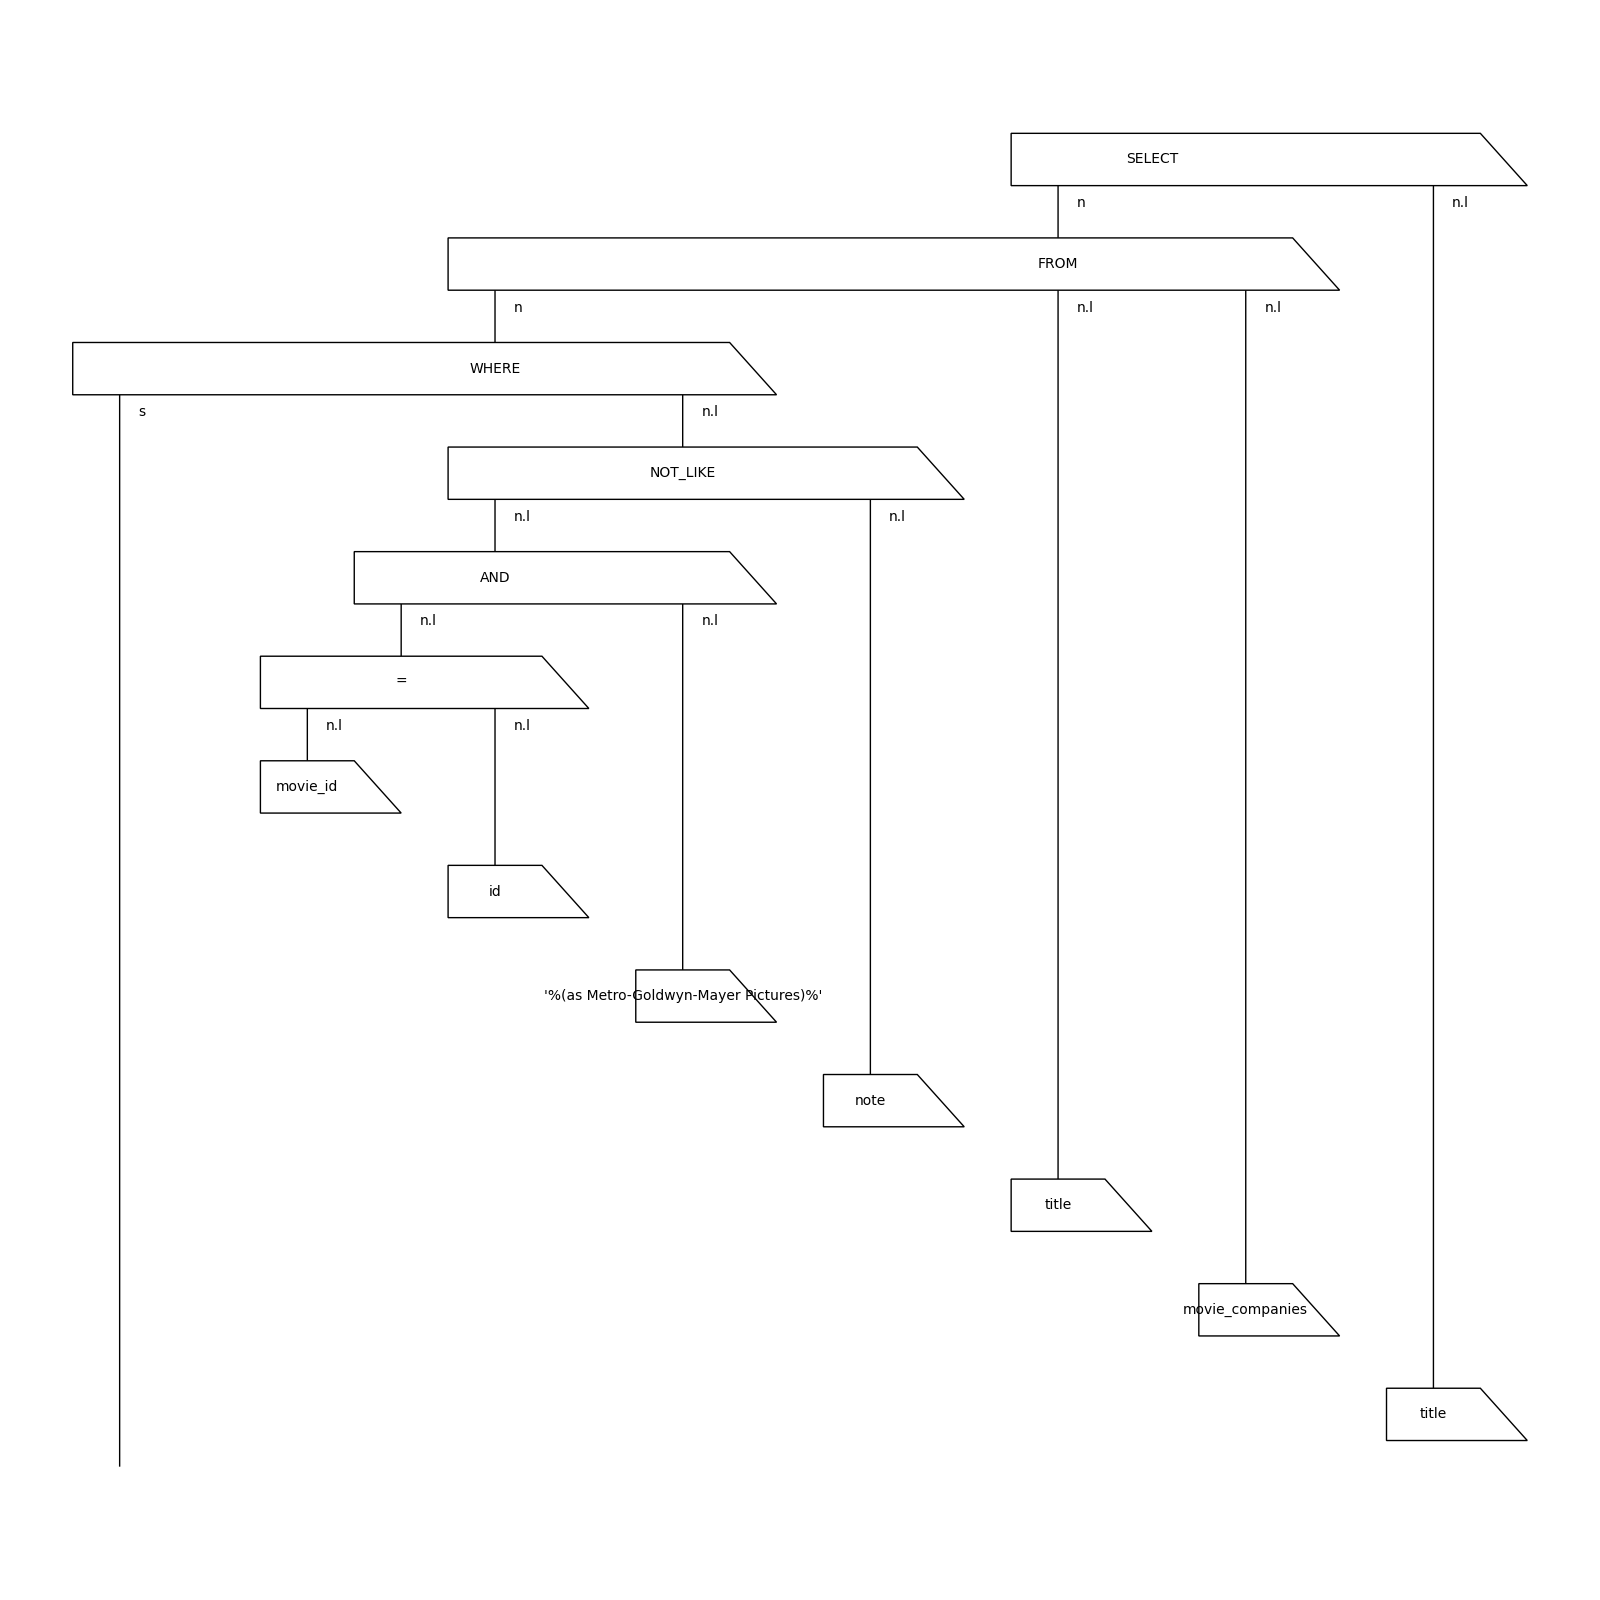 SELECT
n n.l
FROM
n n.l n.l
WHERE
s n.l
NOT_LIKE
n.l n.l
AND
n.l n.l
=
n.l n.l
movie_id
id
'%(as Metro-Goldwyn-Mayer Pictures)%'
note
title
movie_companies
title